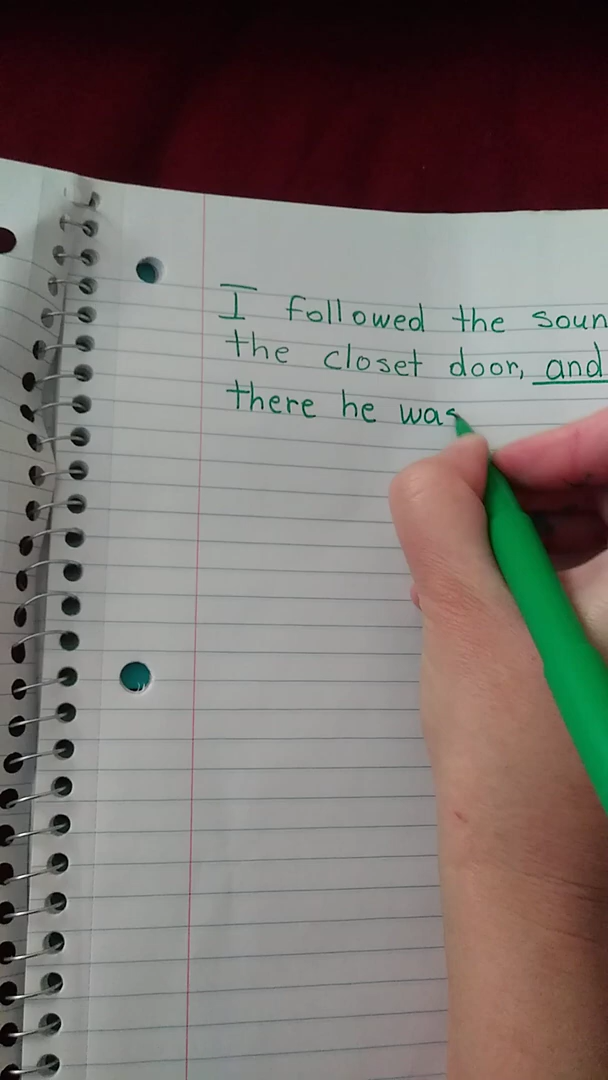 I followed the soun
the closet door, and
there he was